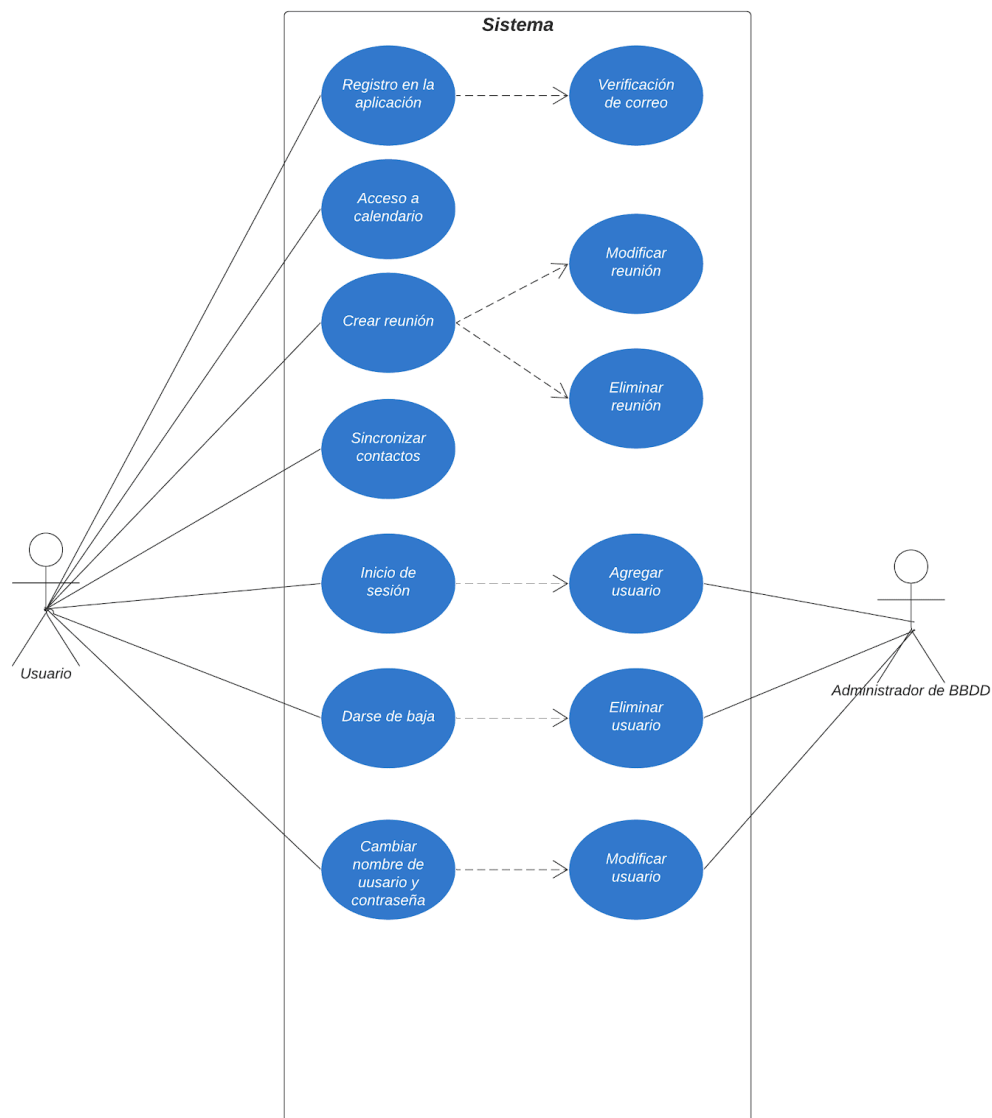 Sistema
Registro en la
aplicación
Verificación
de correo
Acceso a
calendario
Modificar
reunión
Crear reunión
Eliminar
reunión
Sincronizar
contactos
Inicio de
sesión
Agregar
usuario
Usuario
Administrador de BBDD
Darse de baja
Eliminar
usuario
Cambiar
nombre de
uusario y
contraseña
Modificar
usuario